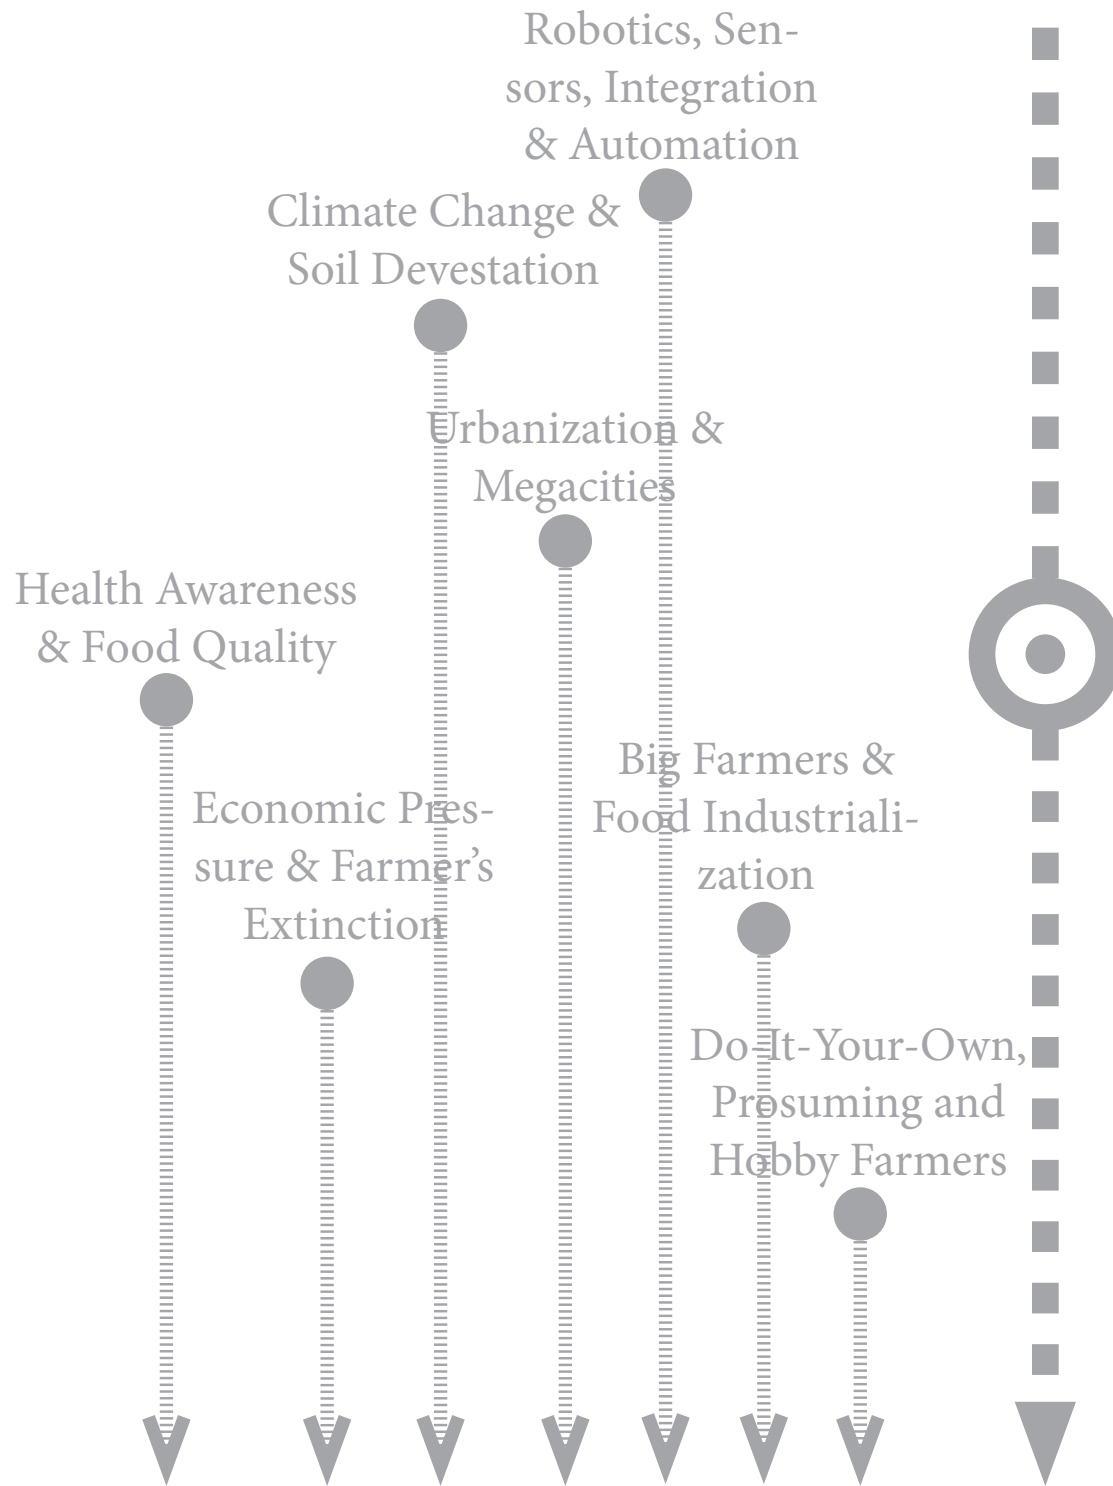 Robotics, Sen-
sors, Integration
& Automation
Climate Change &
Soil Devestation
Urbanization &
Megacities
Health Awareness
& Food Quality
Big Farmers &
Food Industriali-
zation
Economic Pres-
sure & Farmer’s
Extinction
Do-It-Your-Own,
Prosuming and
Hobby Farmers